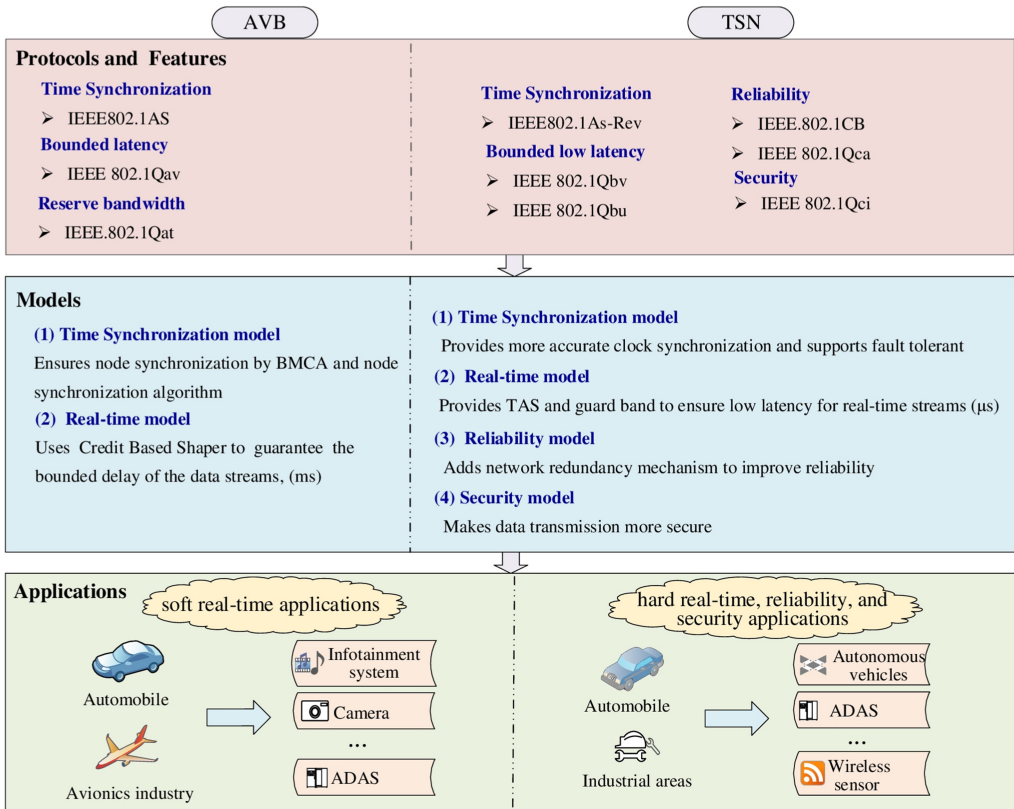 AVB
TSN
Protocols and Features
Time Synchronization
➢ IEEE802.1AS
Bounded latency
➢ IEEE 802.1Qav
Reserve bandwidth
➢ IEEE.802.1Qat
Time Synchronization
➢ IEEE802.1As-Rev
Bounded low latency
➢ IEEE 802.1Qbv
➢ IEEE 802.1Qbu
Reliability
➢ IEEE.802.1CB
➢ IEEE 802.1Qca
Security
➢ IEEE 802.1Qci
Models
(1) Time Synchronization model
Ensures node synchronization by BMCA and node
synchronization algorithm
(2) Real-time model
Uses Credit Based Shaper to guarantee the
bounded delay of the data streams, (ms)
(1) Time Synchronization model
Provides more accurate clock synchronization and supports fault tolerant
(2) Real-time model
Provides TAS and guard band to ensure low latency for real-time streams (μs)
(3) Reliability model
Adds network redundancy mechanism to improve reliability
(4) Security model
Makes data transmission more secure
Applications
soft real-time applications
Automobile
Avionics industry
Infotainment
system
Camera
...
ADAS
hard real-time, reliability, and
security applications
Automobile
Industrial areas
Autonomous
vehicles
ADAS
...
Wireless
sensor